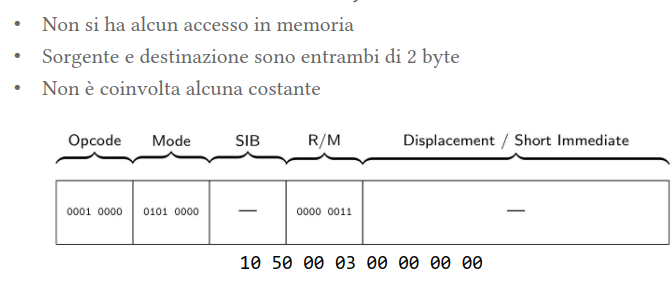 • Non si ha alcun accesso in memoria
• Sorgente e destinazione sono entrambi di 2 byte
• Non è coinvolta alcuna costante
Opcode Mode SIB R/M Displacement / Short Immediate
0001 0000 0101 0000 — 0000 0011 —
10 50 00 03 00 00 00 00